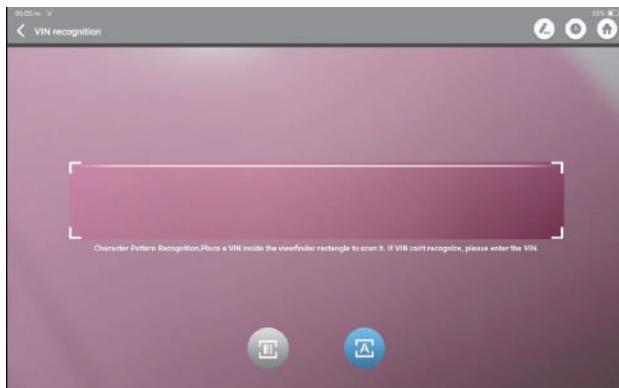 VIN recognition
Character Pattern Recognition,Place a VIN inside the viewfinder rectangle to scan it. If VIN can't recognize, please enter the VIN.
A